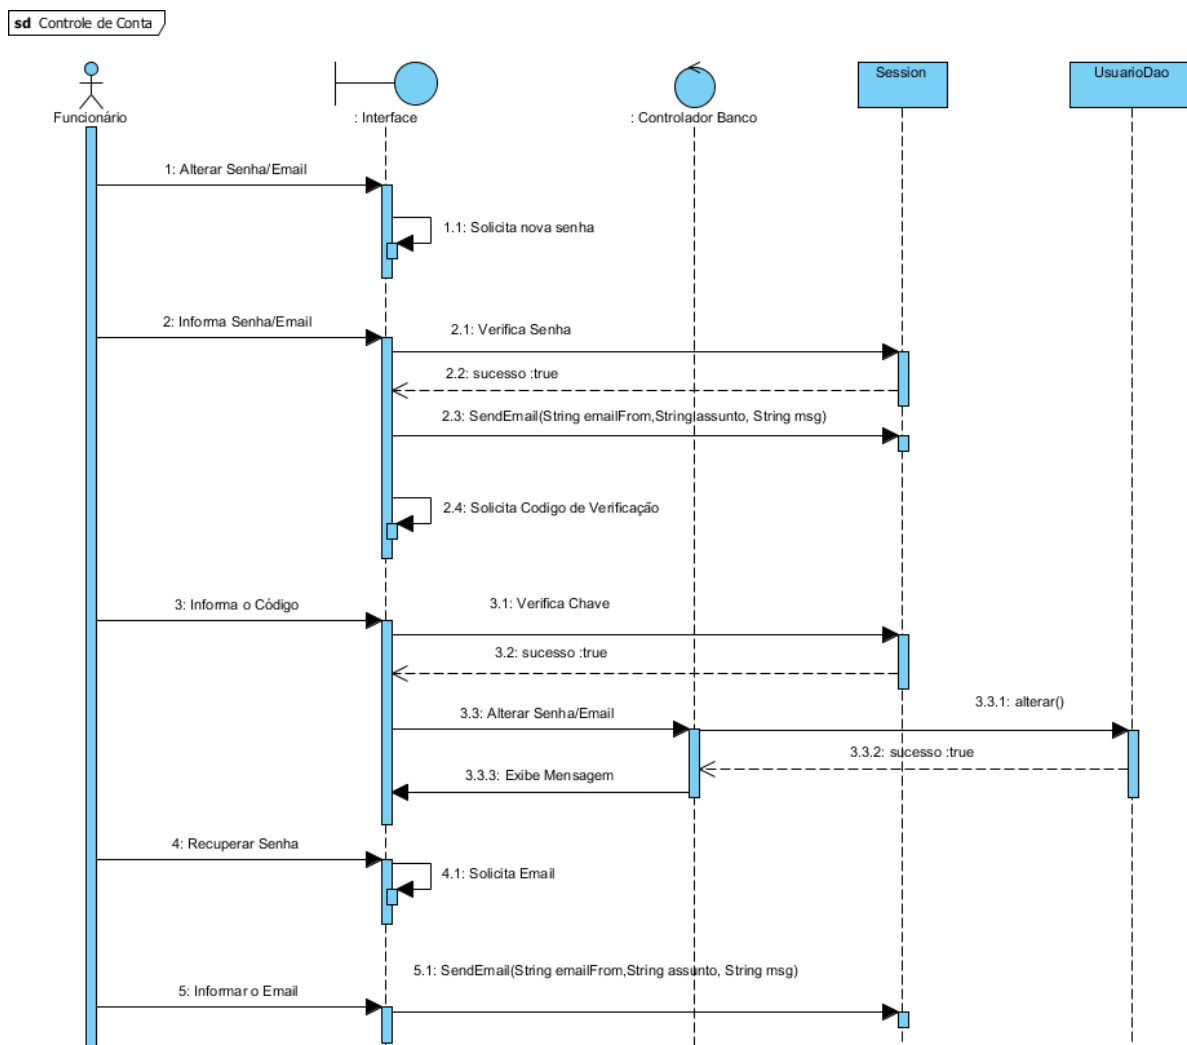 sd Controle de Conta
Session
UsuarioDao
Funcionário
: Interface
: Controlador Banco
1: Alterar Senha/Email
1.1: Solicita nova senha
2: Informa Senha/Email
2.1: Verifica Senha
2.2: sucesso :true
2.3: SendEmail(String emailFrom,String assunto, String msg)
2.4: Solicita Codigo de Verificação
3: Informa o Código
3.1: Verifica Chave
3.2: sucesso :true
3.3: Alterar Senha/Email
3.3.1: alterar()
3.3.2: sucesso :true
3.3.3: Exibe Mensagem
4: Recuperar Senha
4.1: Solicita Email
5.1: SendEmail(String emailFrom,String assunto, String msg)
5: Informar o Email